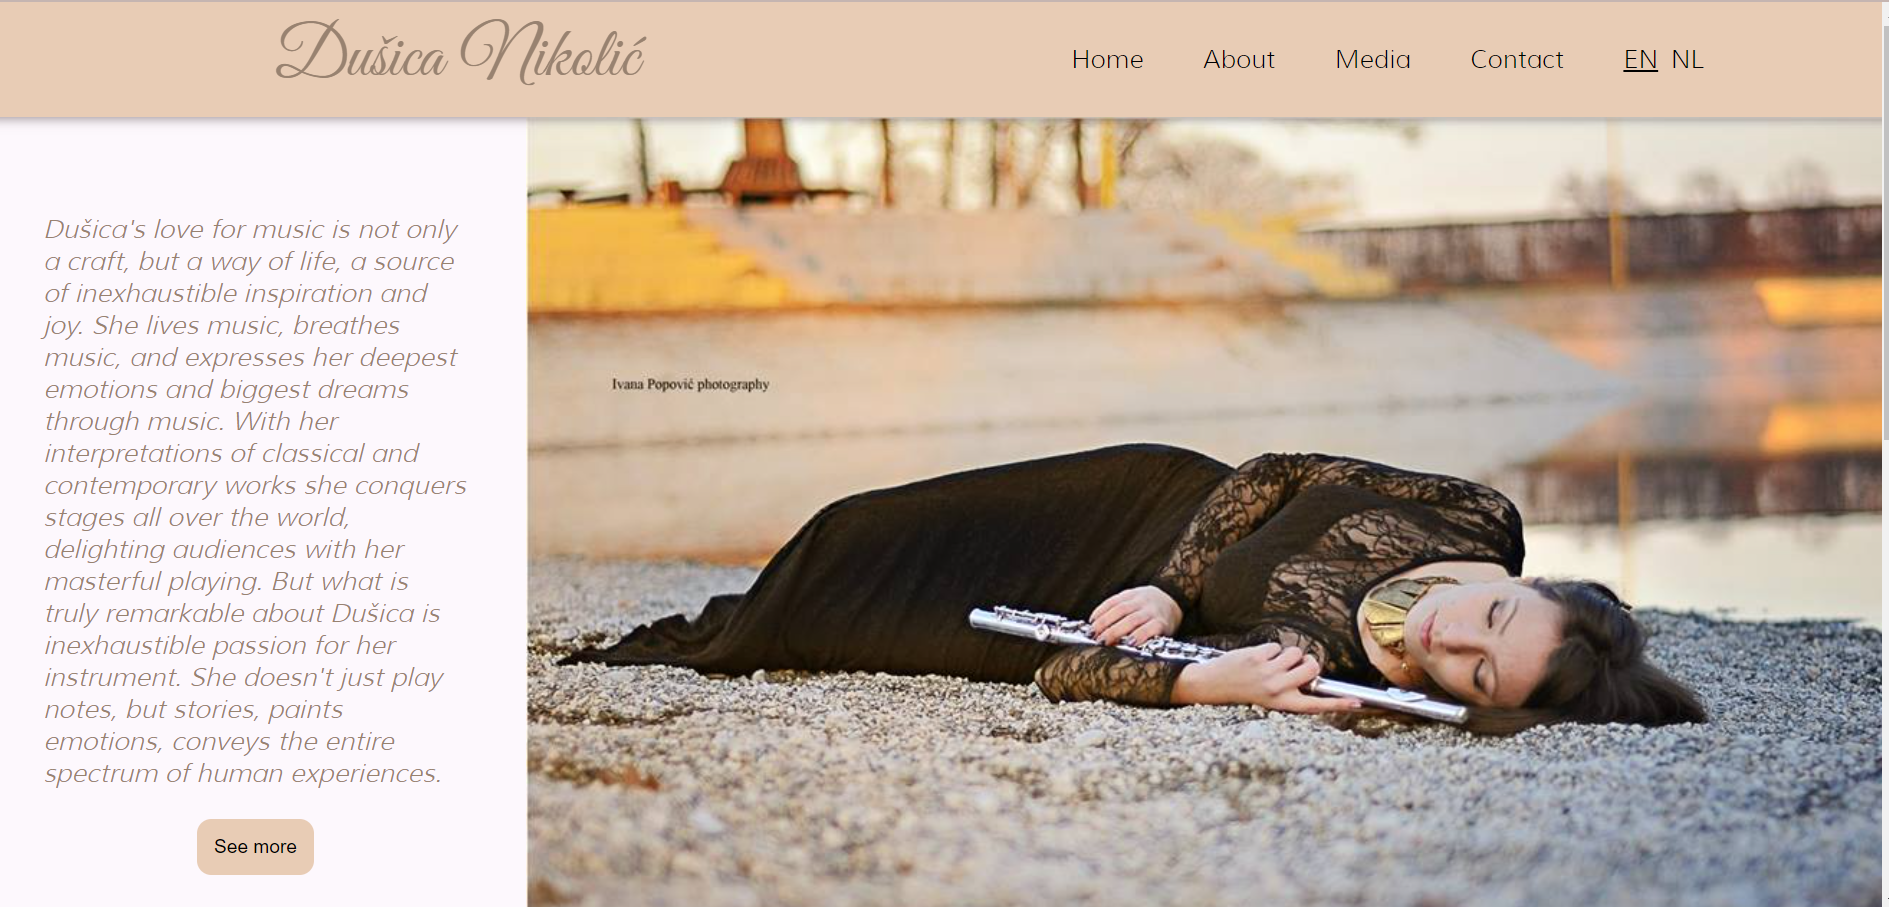 Dušica Nikolić
Home About Media Contact EN NL
Dušica's love for music is not only
a craft, but a way of life, a source
of inexhaustible inspiration and
joy. She lives music, breathes
music, and expresses her deepest
emotions and biggest dreams
through music. With her
interpretations of classical and
contemporary works she conquers
stages all over the world,
delighting audiences with her
masterful playing. But what is
truly remarkable about Dušica is
inexhaustible passion for her
instrument. She doesn't just play
notes, but stories, paints
emotions, conveys the entire
spectrum of human experiences.
See more
Ivana Popović photography